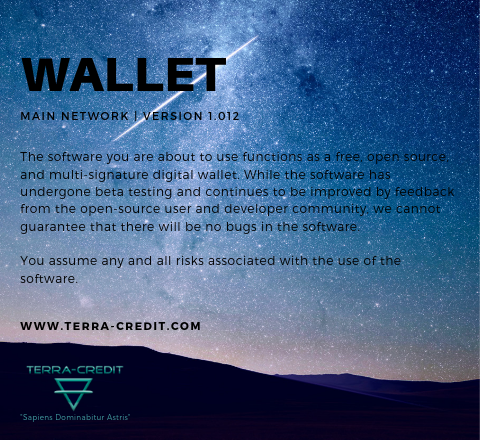 WALLET
MAIN NETWORK | VERSION 1.012
The software you are about to use functions as a free, open source,
and multi-signature digital wallet. While the software has
undergone beta testing and continues to be improved by feedback
from the open-source user and developer community, we cannot
guarantee that there will be no bugs in the software.
You assume any and all risks associated with the use of the
software.
WWW.TERRA-CREDIT.COM
TERRA-CREDIT
"Sapiens Dominabitur Astris"